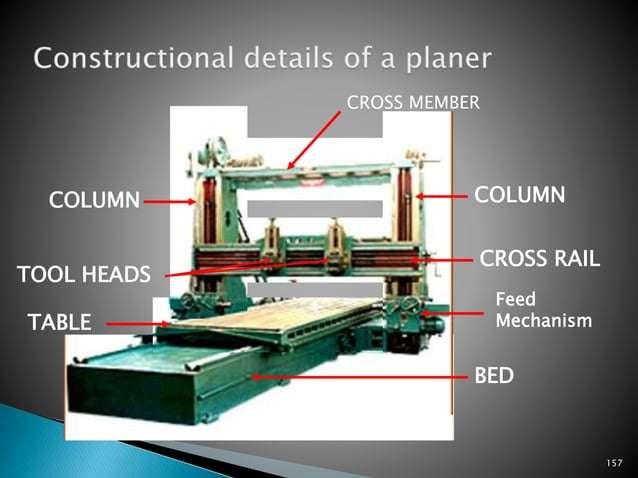 Constructional details of a planer
CROSS MEMBER
COLUMN
COLUMN
CROSS RAIL
TOOL HEADS
Feed
Mechanism
TABLE
BED
157